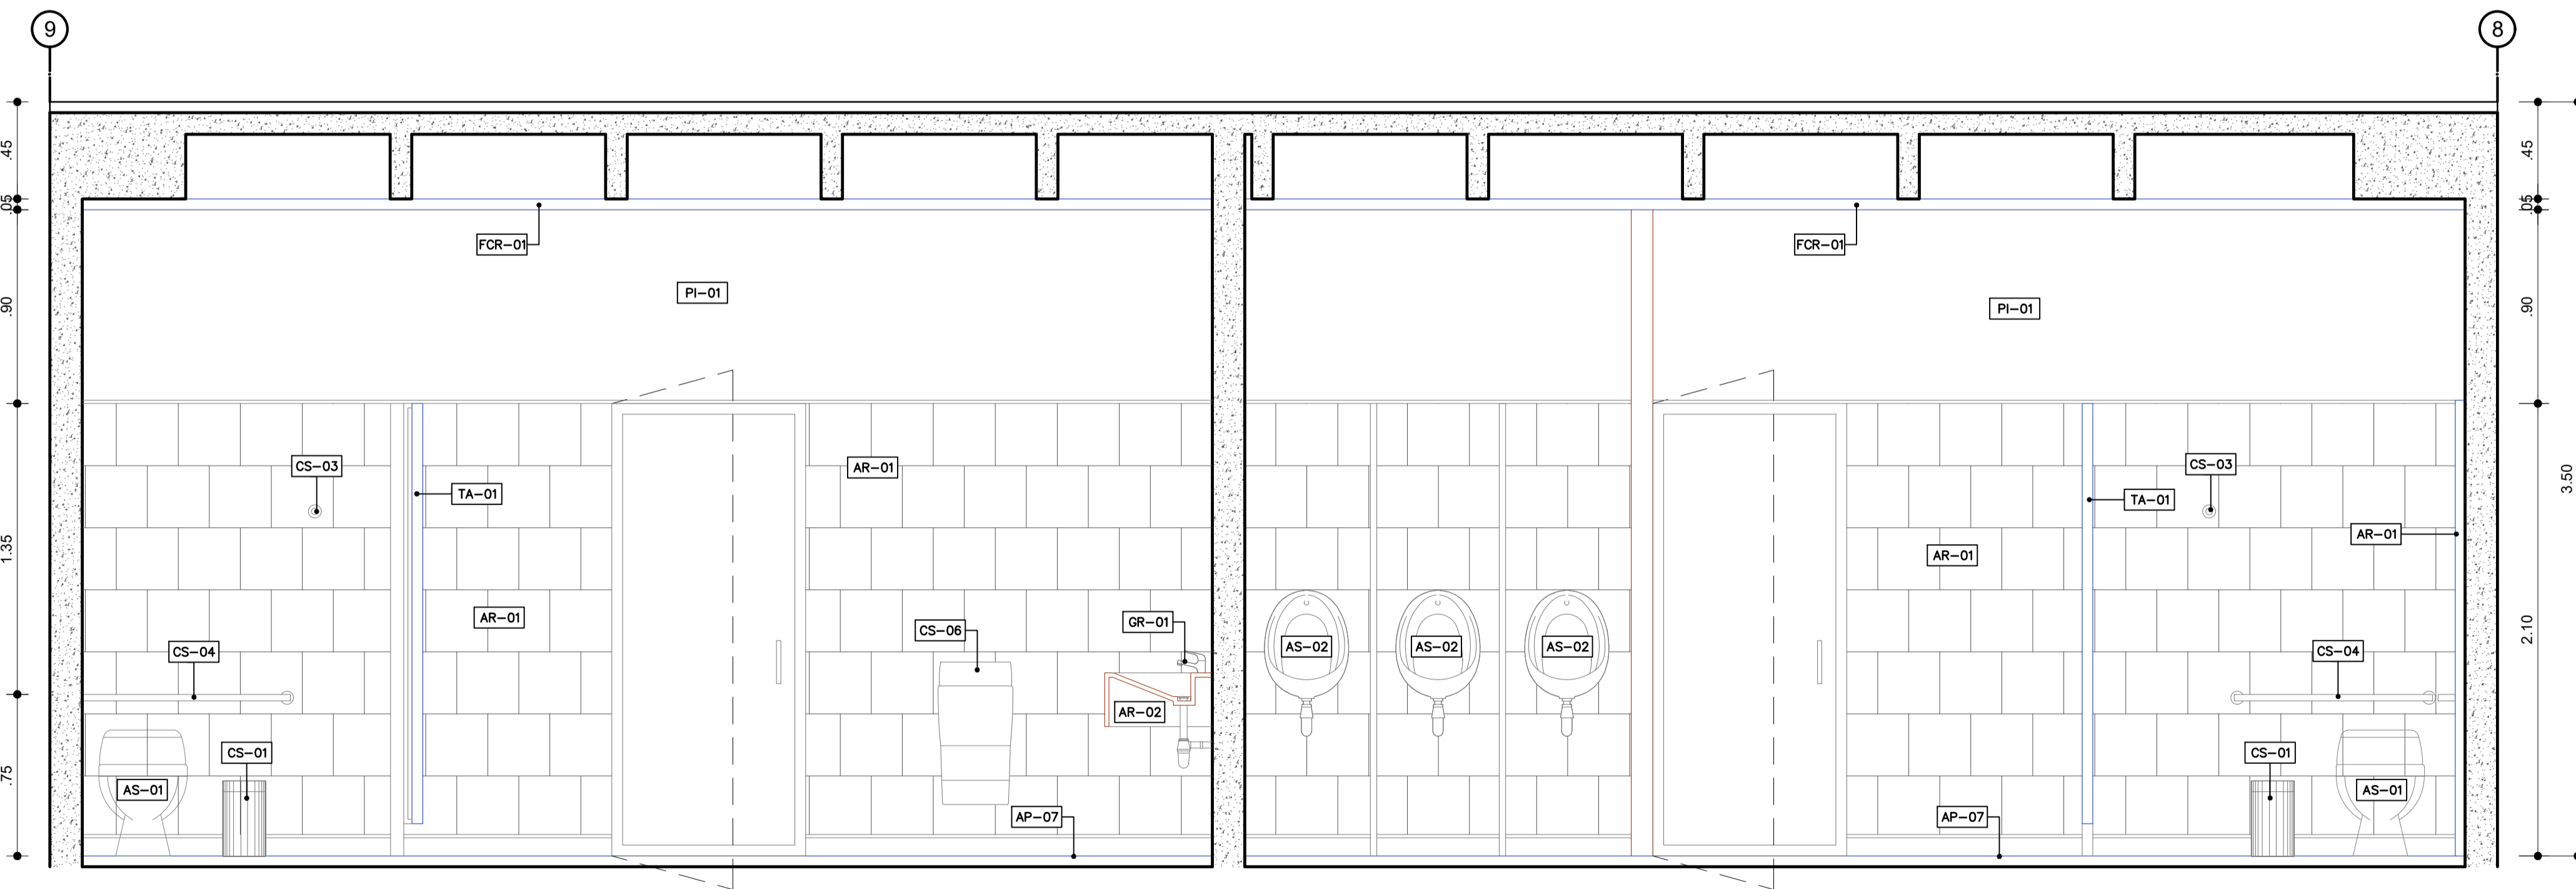 9
8
.45
.45
.05
.05
FCR-01
FCR-01
PI-01
PI-01
.90
.90
CS-03
AR-01
CS-03
TA-01
TA-01
3.50
AR-01
AR-01
1.35
AR-01
GR-01
CS-06
2.10
AS-02
AS-02
AS-02
CS-04
CS-04
AR-02
CS-01
CS-01
.75
AS-01
AS-01
AP-07
AP-07